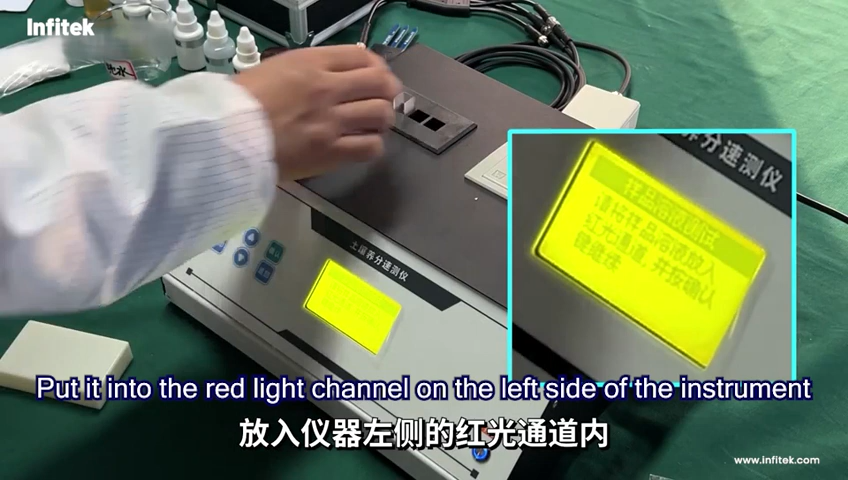 Infitek
土壤养分速测仪
养分速测仪
样品溶液测试
请将样品溶液放入
红光通道,并按确认
键继续
Put it into the red light channel on the left side of the instrument
放入仪器左侧的红光通道内
www.infitek.com